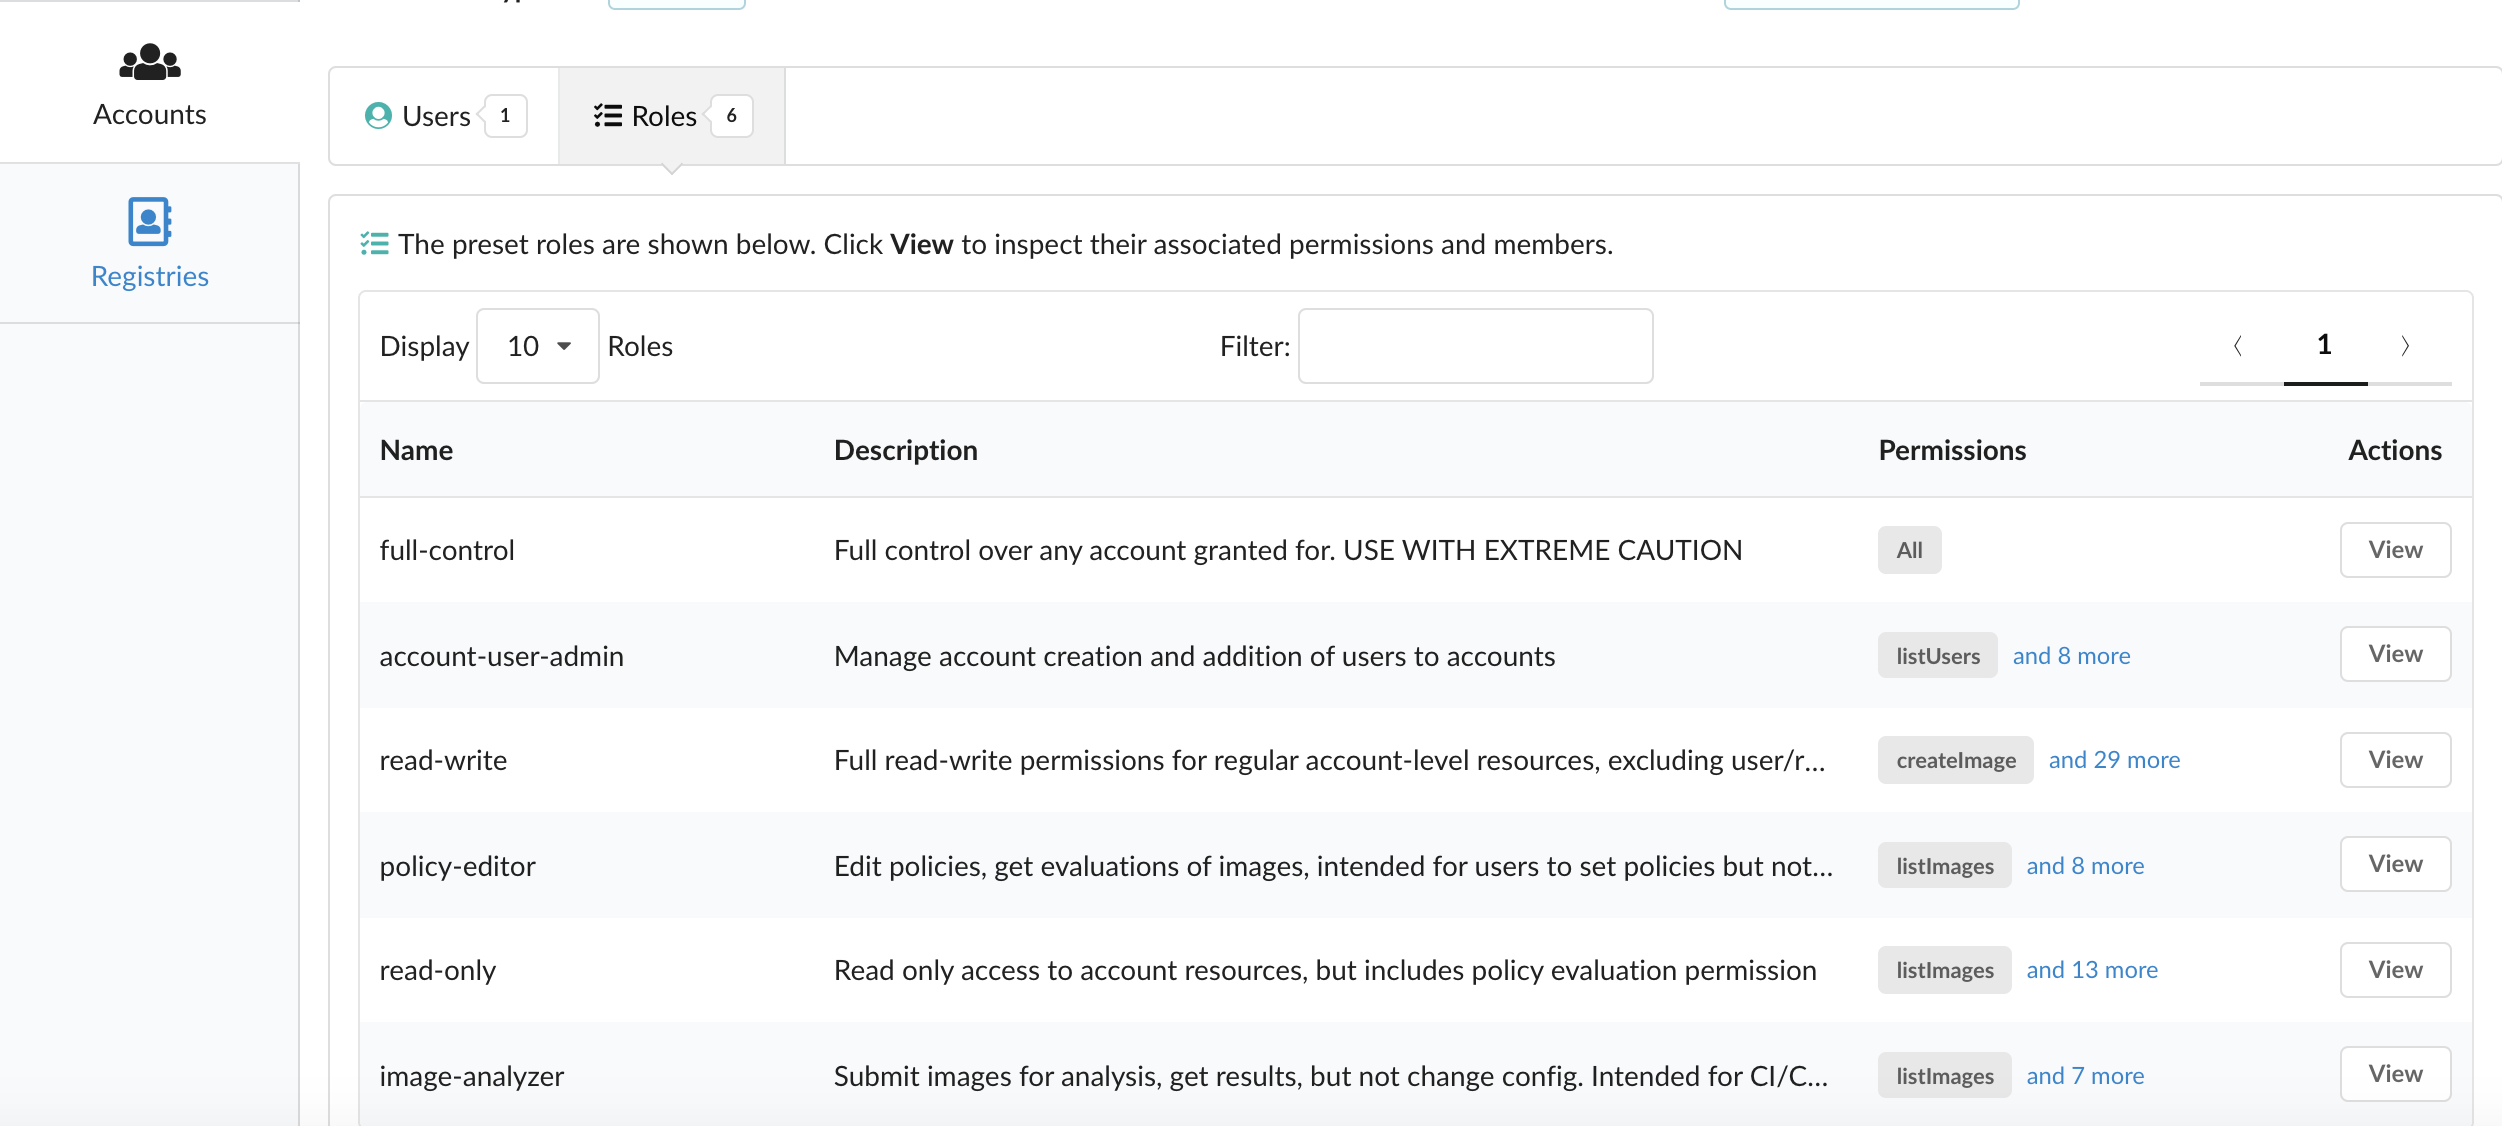 Accounts
Registries
Users 1
Roles 6
The preset roles are shown below. Click View to inspect their associated permissions and members.
Display 10 Roles Filter: 1
Name Description Permissions Actions
full-control Full control over any account granted for. USE WITH EXTREME CAUTION All View
account-user-admin Manage account creation and addition of users to accounts listUsers and 8 more View
read-write Full read-write permissions for regular account-level resources, excluding user/r... createImage and 29 more View
policy-editor Edit policies, get evaluations of images, intended for users to set policies but not... listImages and 8 more View
read-only Read only access to account resources, but includes policy evaluation permission listImages and 13 more View
image-analyzer Submit images for analysis, get results, but not change config. Intended for CI/C... listImages and 7 more View